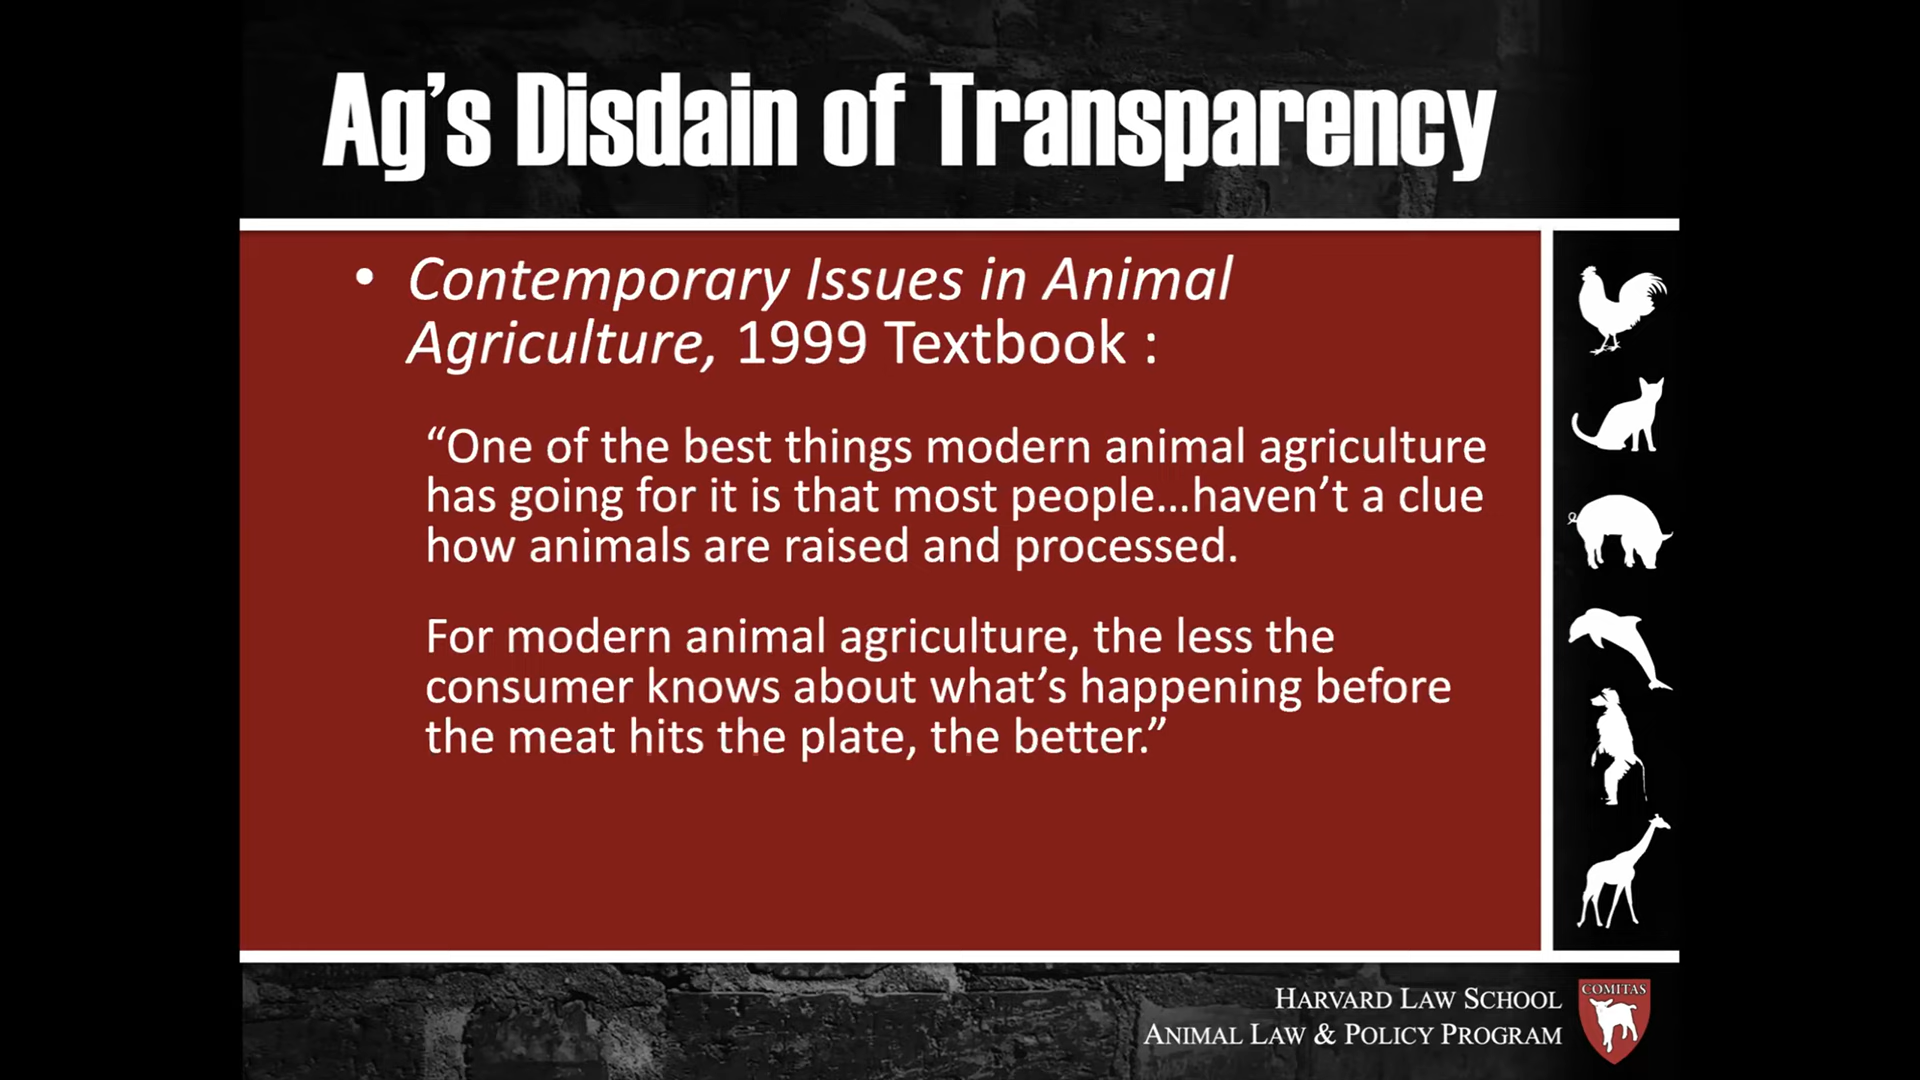 Ag’s Disdain of Transparency
• Contemporary Issues in Animal
Agriculture, 1999 Textbook :
“One of the best things modern animal agriculture
has going for it is that most people…haven’t a clue
how animals are raised and processed.
For modern animal agriculture, the less the
consumer knows about what’s happening before
the meat hits the plate, the better.”
HARVARD LAW SCHOOL
ANIMAL LAW & POLICY PROGRAM
COMITAS